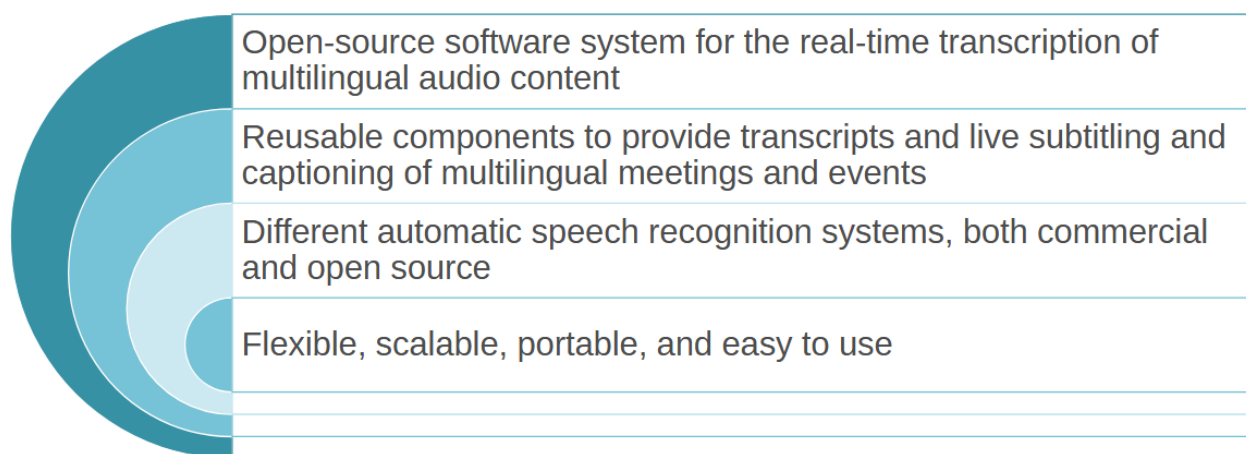 Open-source software system for the real-time transcription of
multilingual audio content
Reusable components to provide transcripts and live subtitling and
captioning of multilingual meetings and events
Different automatic speech recognition systems, both commercial
and open source
Flexible, scalable, portable, and easy to use